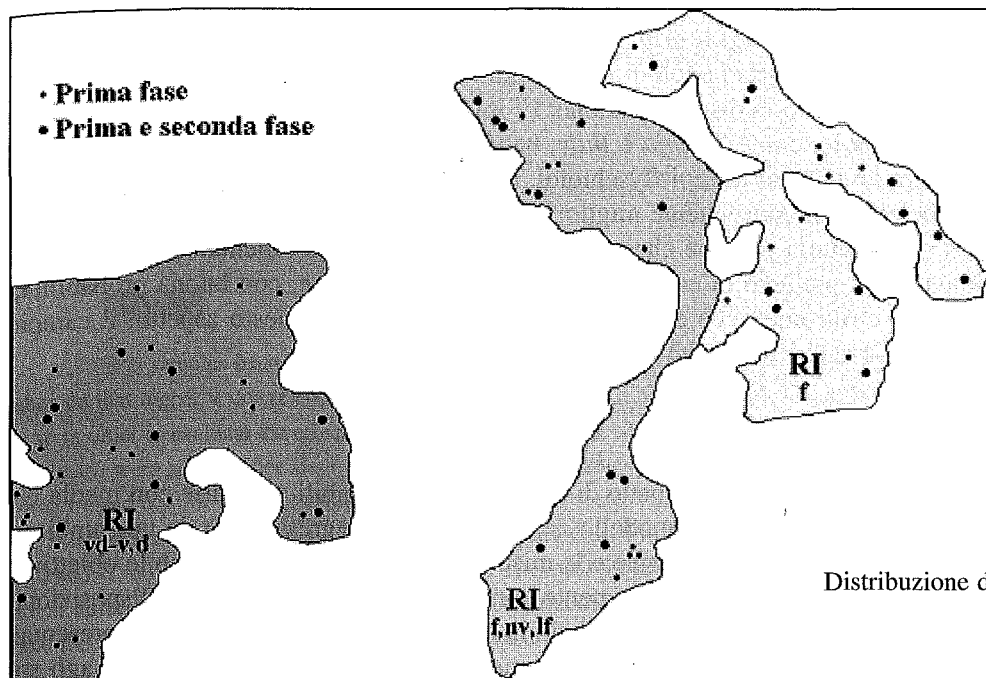 · Prima fase
• Prima e seconda fase
RI
f
RI
vd-v,d
RI
f,nv,lf
Distribuzione d